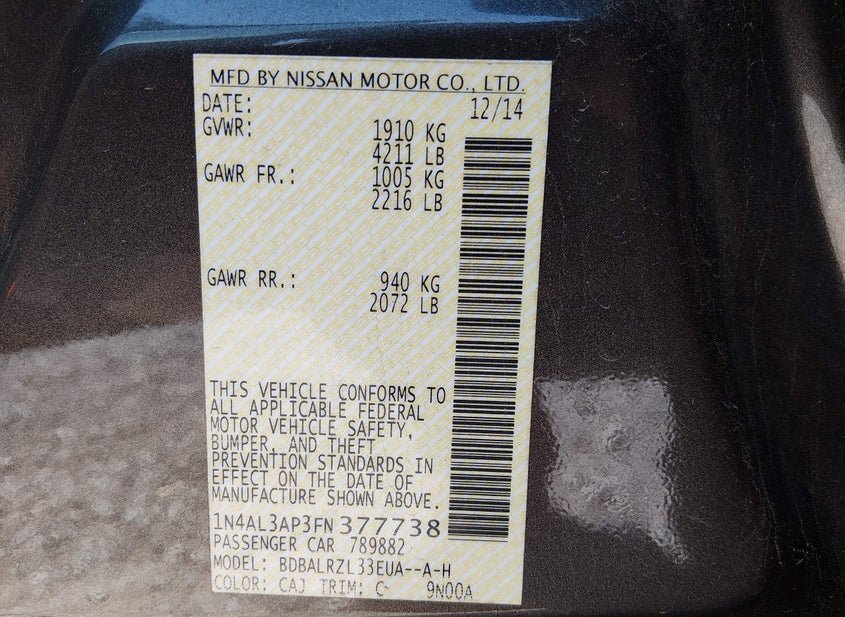 MFD BY NISSAN MOTOR CO., LTD.
DATE: 12/14
GVWR: 1910 KG
4211 LB
GAWR FR.: 1005 KG
2216 LB
GAWR RR.: 940 KG
2072 LB
THIS VEHICLE CONFORMS TO
ALL APPLICABLE FEDERAL
MOTOR VEHICLE SAFETY,
BUMPER, AND THEFT
PREVENTION STANDARDS IN
EFFECT ON THE DATE OF
MANUFACTURE SHOWN ABOVE.
1N4AL3AP3FN377738
PASSENGER CAR 789882
MODEL: BDBALRZL33EUA--A-H
COLOR: CAJ TRIM: C 9N00A